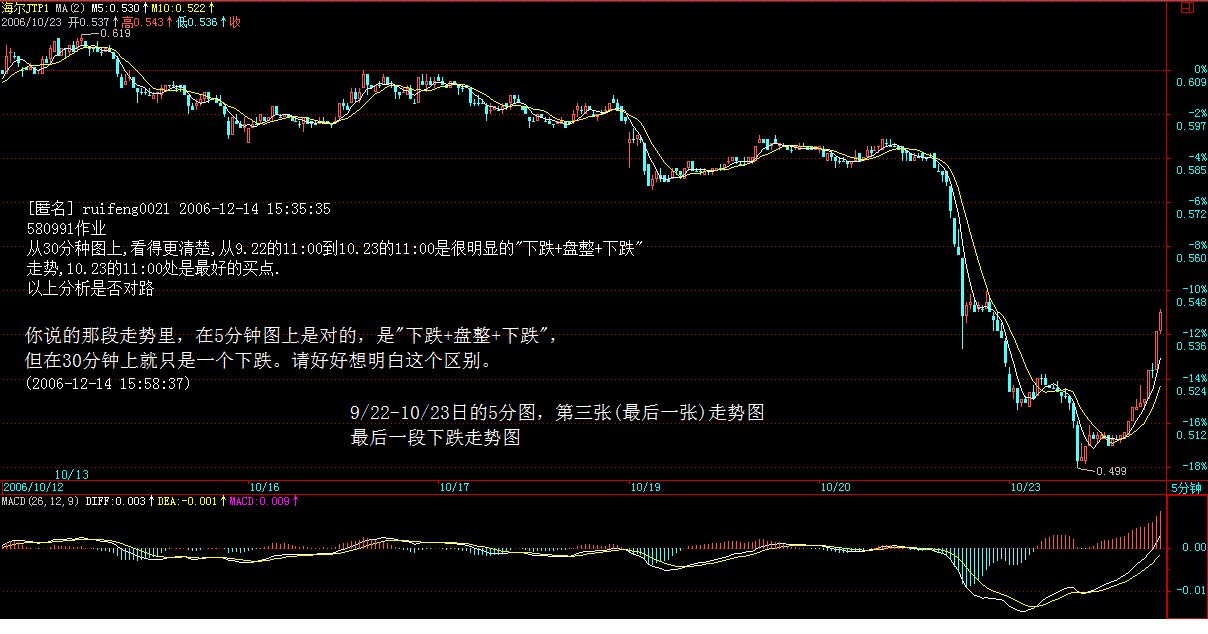 海尔JTP1 MA(2) M5:0.530↑M10:0.522↑
2006/10/23 开0.537↑高0.543↑低0.536↑收
0.619
0%
0.609
-2%
0.597
-4%
0.585
-6%
0.572
-8%
0.560
-10%
0.548
-12%
0.536
-14%
0.524
-16%
0.512
-18%
[匿名] ruifeng0021 2006-12-14 15:35:35
580991作业
从30分种图上,看得更清楚,从9.22的11:00到10.23的11:00是很明显的"下跌+盘整+下跌"
走势,10.23的11:00处是最好的买点.
以上分析是否对路
你说的那段走势里，在5分钟图上是对的，是"下跌+盘整+下跌"，
但在30分钟上就只是一个下跌。请好好想明白这个区别。
(2006-12-14 15:58:37)
9/22-10/23日的5分图，第三张(最后一张)走势图
最后一段下跌走势图
0.499
10/13
2006/10/12 10/16 10/17 10/19 10/20 10/23 5分钟
MACD(26,12,9) DIFF:0.003↑DEA:-0.001↑MACD:0.009↑
0.00
-0.01